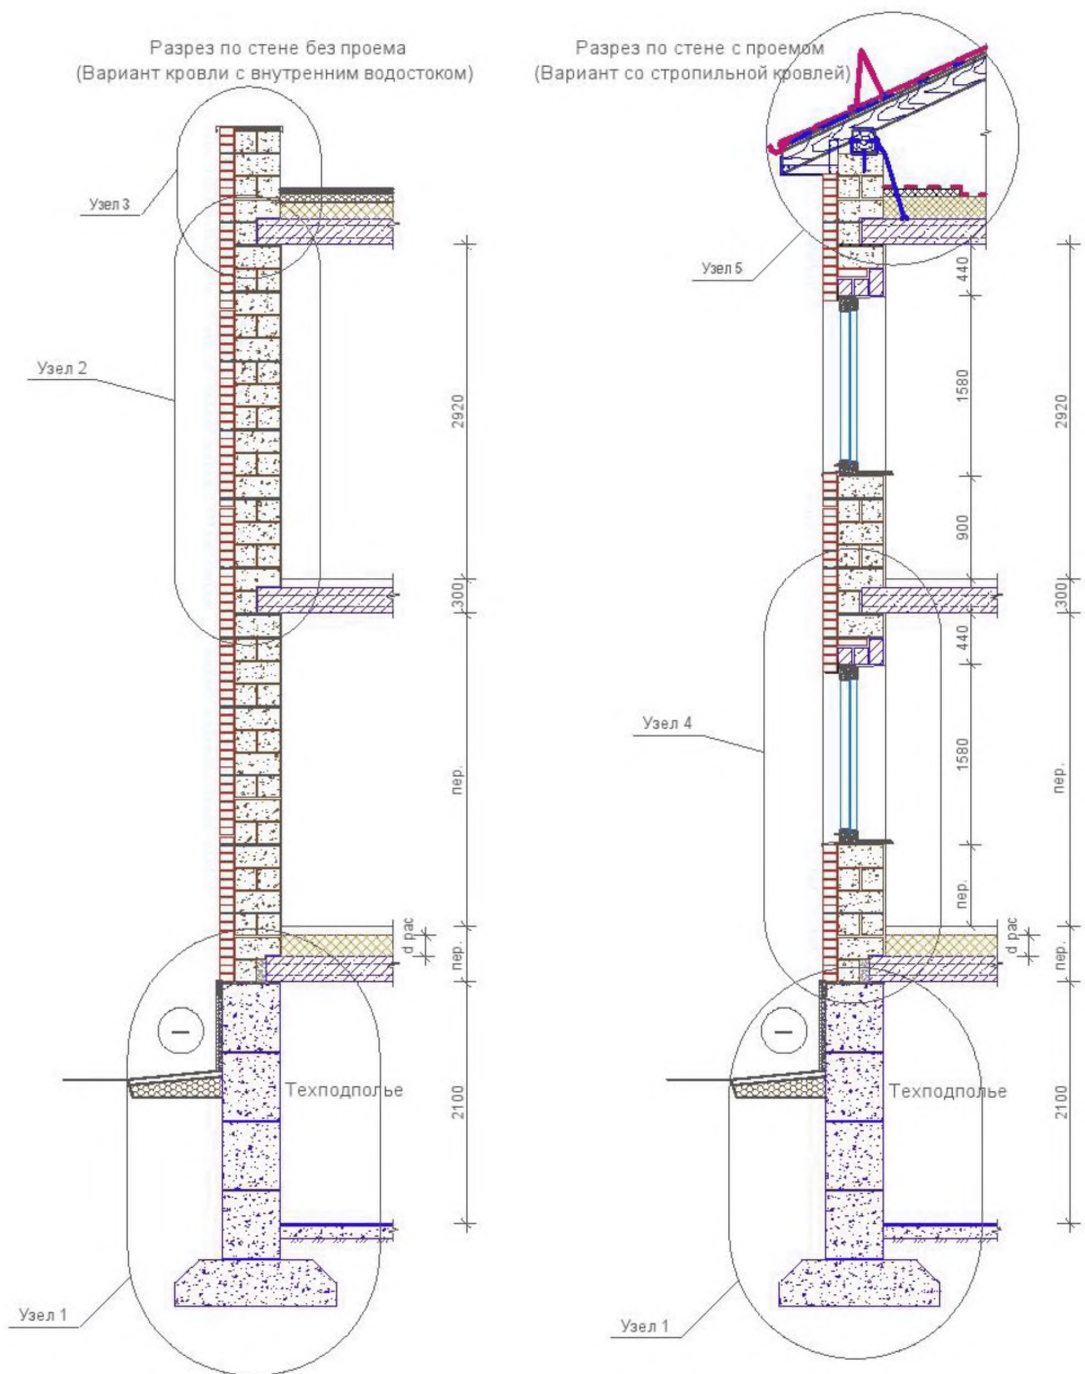 Разрез по стене без проема
(Вариант кровли с внутренним водостоком)
Узел 3
Узел 2
2920
300
пер.
d рас
пер.
Техподполье
2100
Узел 1
Разрез по стене с проемом
(Вариант со стропильной кровлей)
Узел 5
440
1580
2920
900
300
440
Узел 4
1580
пер.
пер.
d рас
пер.
Техподполье
2100
Узел 1